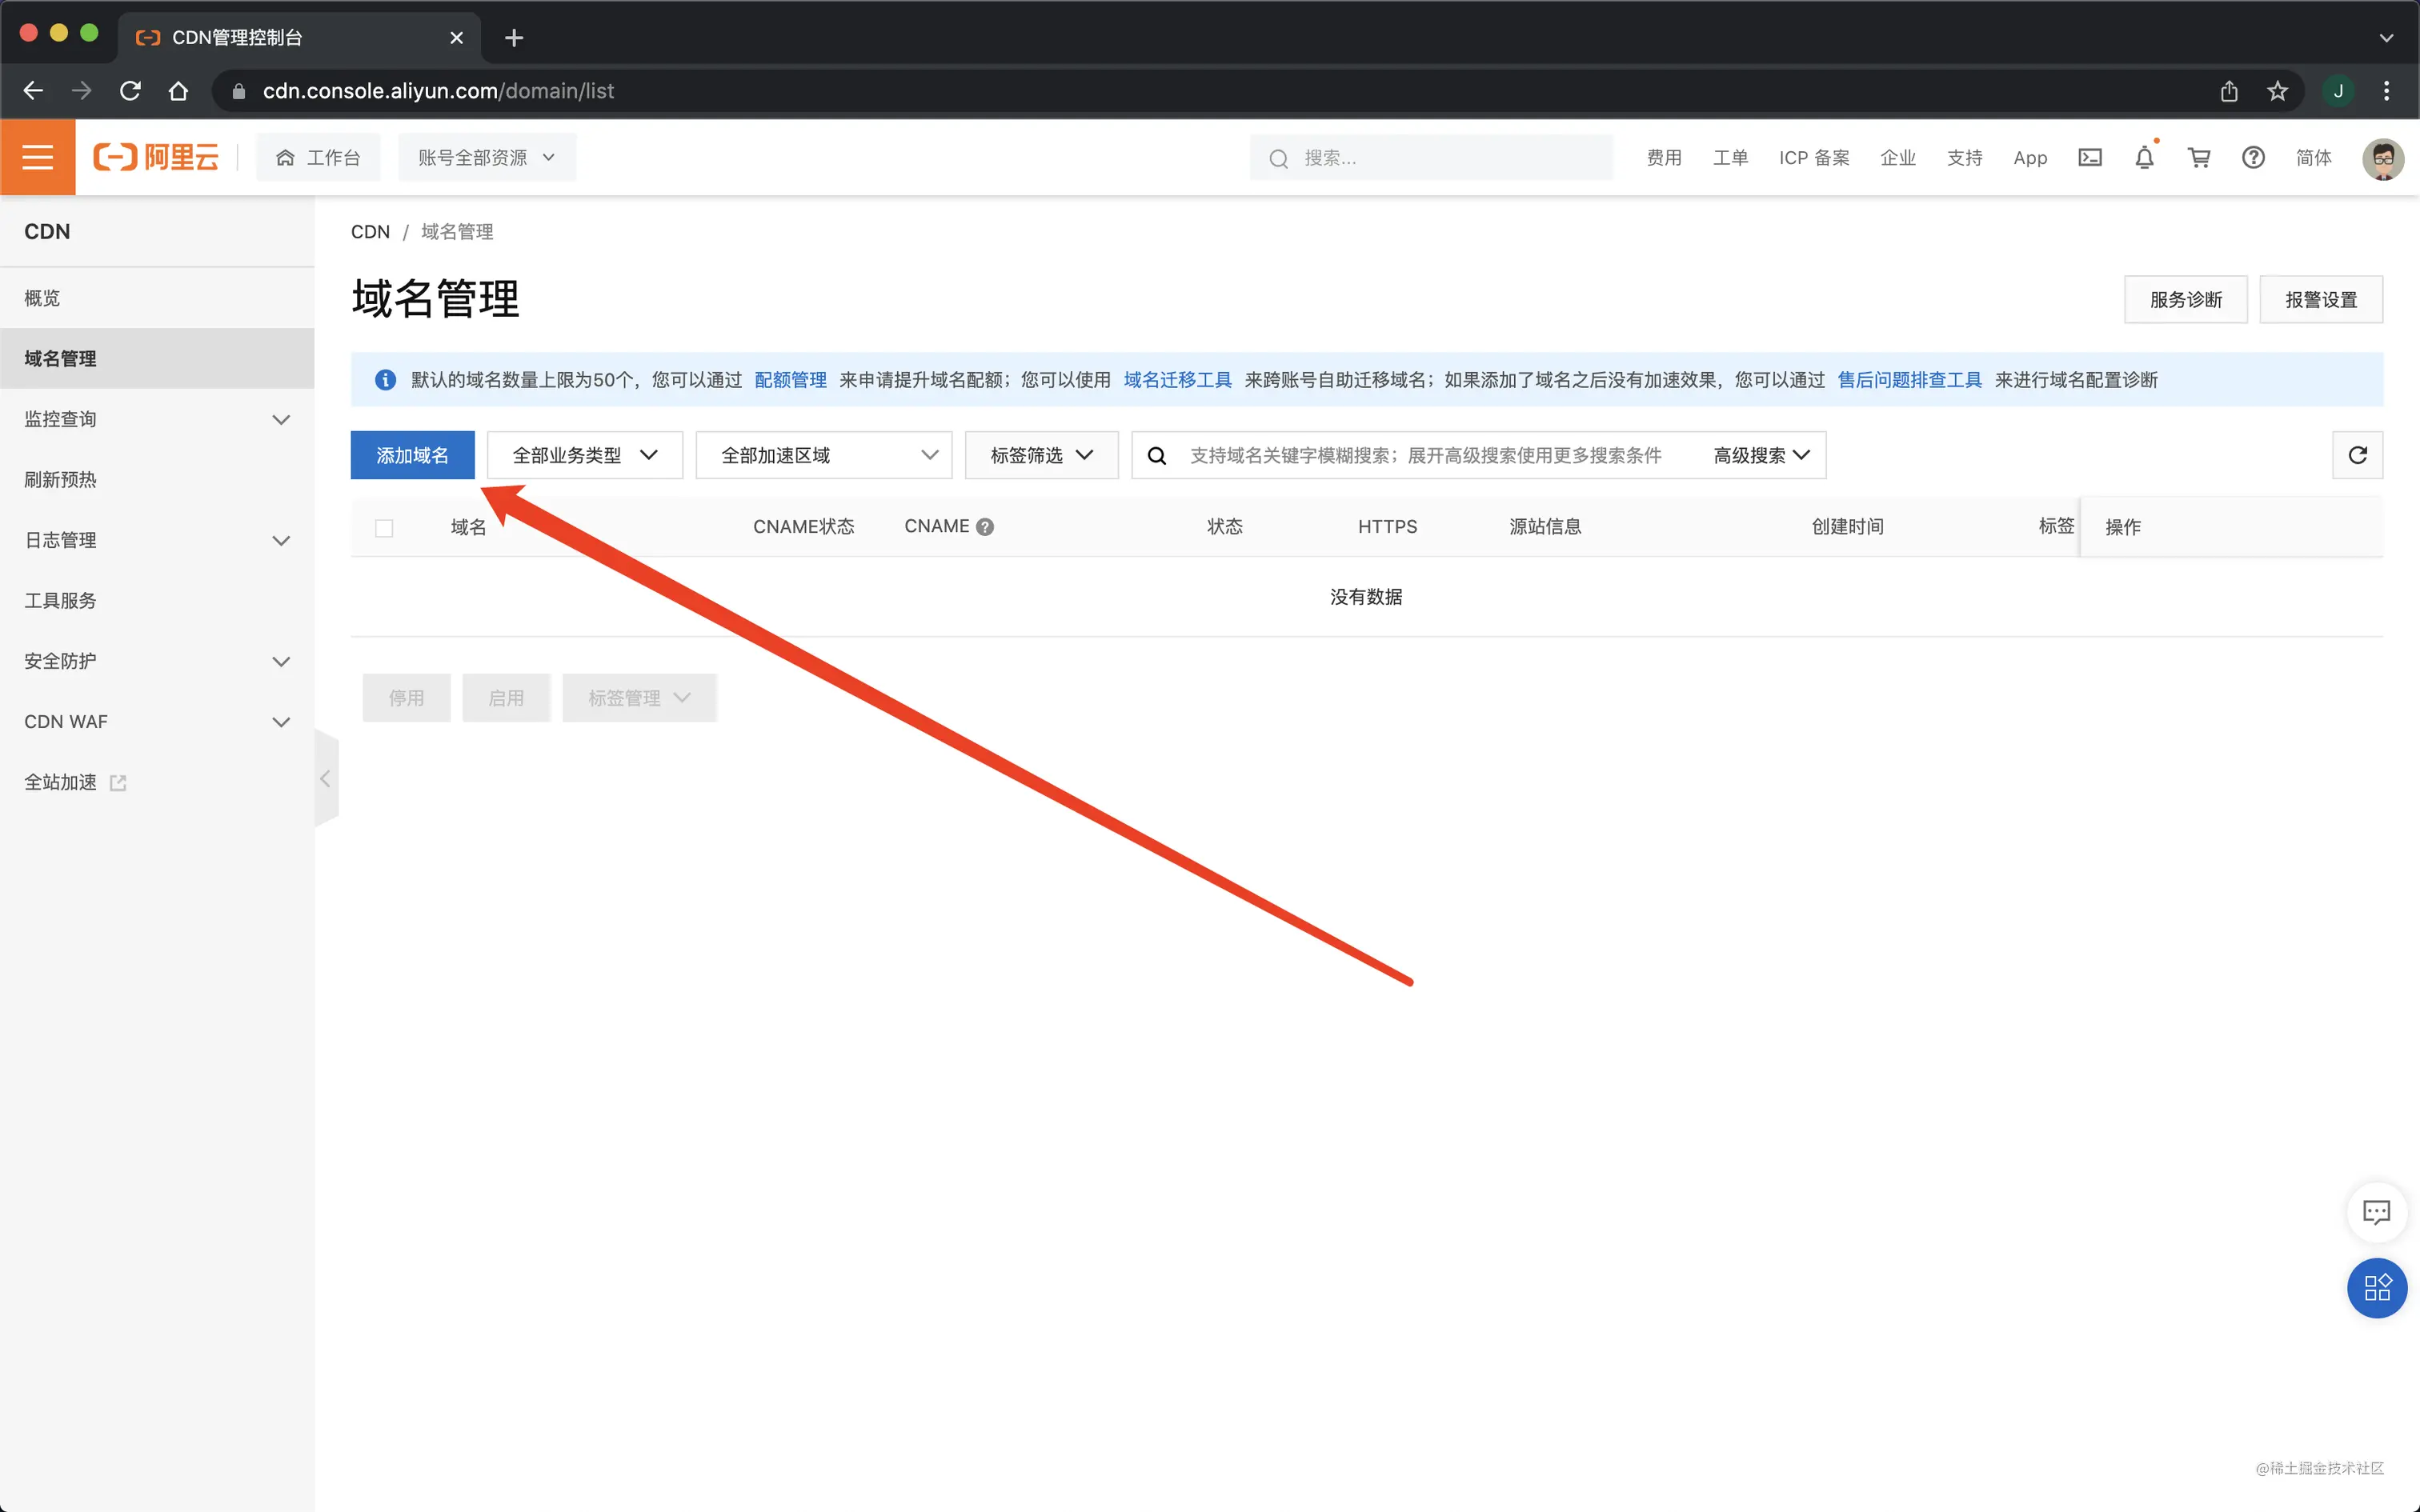 CDN管理控制台
cdn.console.aliyun.com/domain/list
J
阿里云
工作台
账号全部资源
搜索...
费用
工单
ICP 备案
企业
支持
App
简体
CDN
概览
域名管理
监控查询
刷新预热
日志管理
工具服务
安全防护
CDN WAF
全站加速
CDN / 域名管理
域名管理
服务诊断
报警设置
默认的域名数量上限为50个，您可以通过 配额管理 来申请提升域名配额；您可以使用 域名迁移工具 来跨账号自助迁移域名；如果添加了域名之后没有加速效果，您可以通过 售后问题排查工具 来进行域名配置诊断
添加域名
全部业务类型
全部加速区域
标签筛选
支持域名关键字模糊搜索；展开高级搜索使用更多搜索条件
高级搜索
域名
CNAME状态
CNAME
状态
HTTPS
源站信息
创建时间
标签
操作
没有数据
停用
启用
标签管理
@稀土掘金技术社区